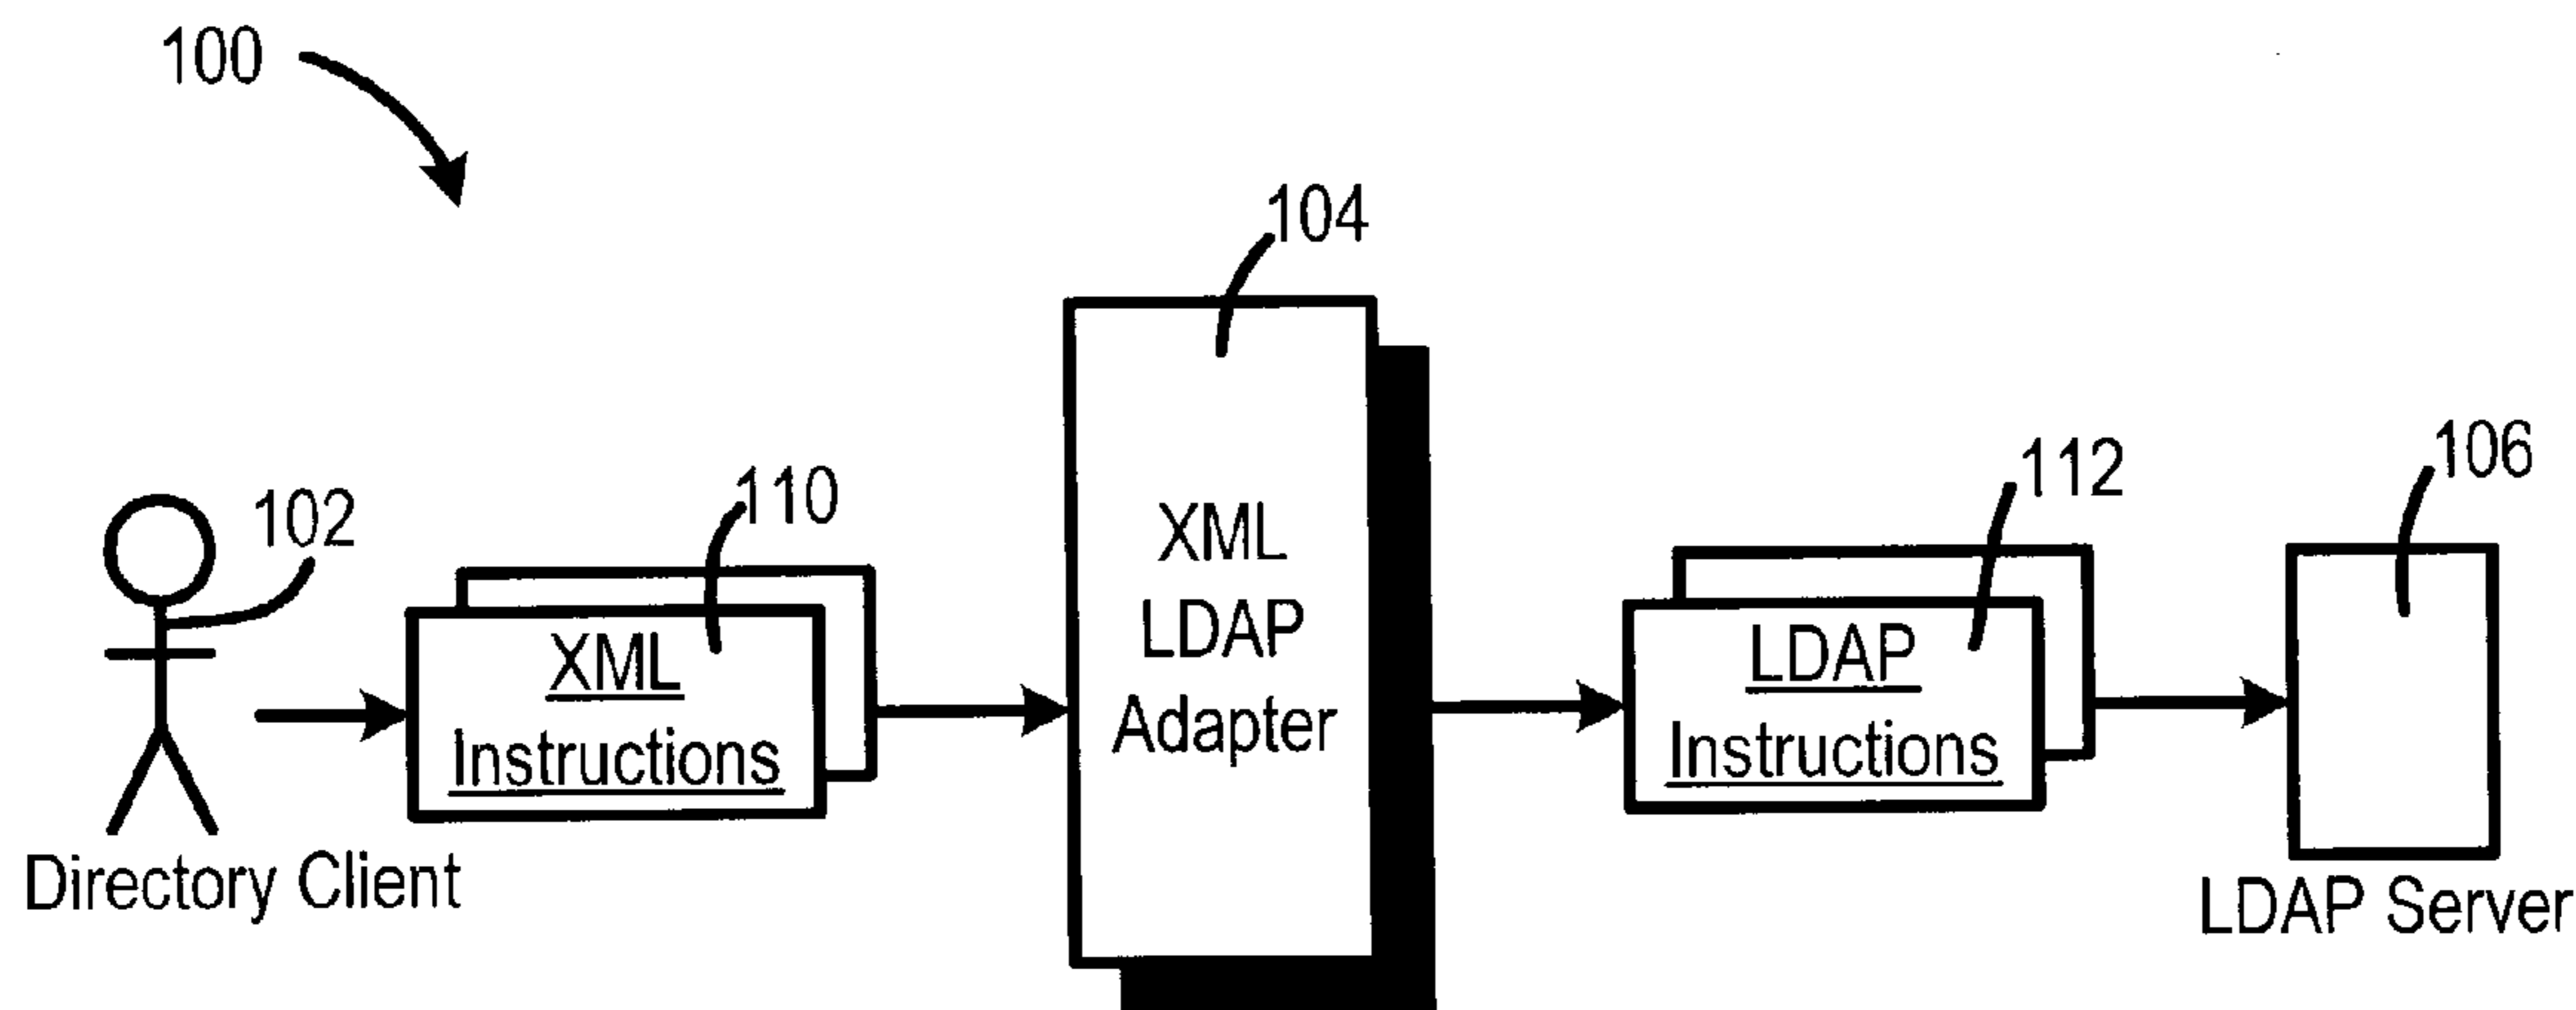 100
104
106
112
110
102
XML
LDAP
Adapter
XML
Instructions
LDAP
Instructions
Directory Client
LDAP Server